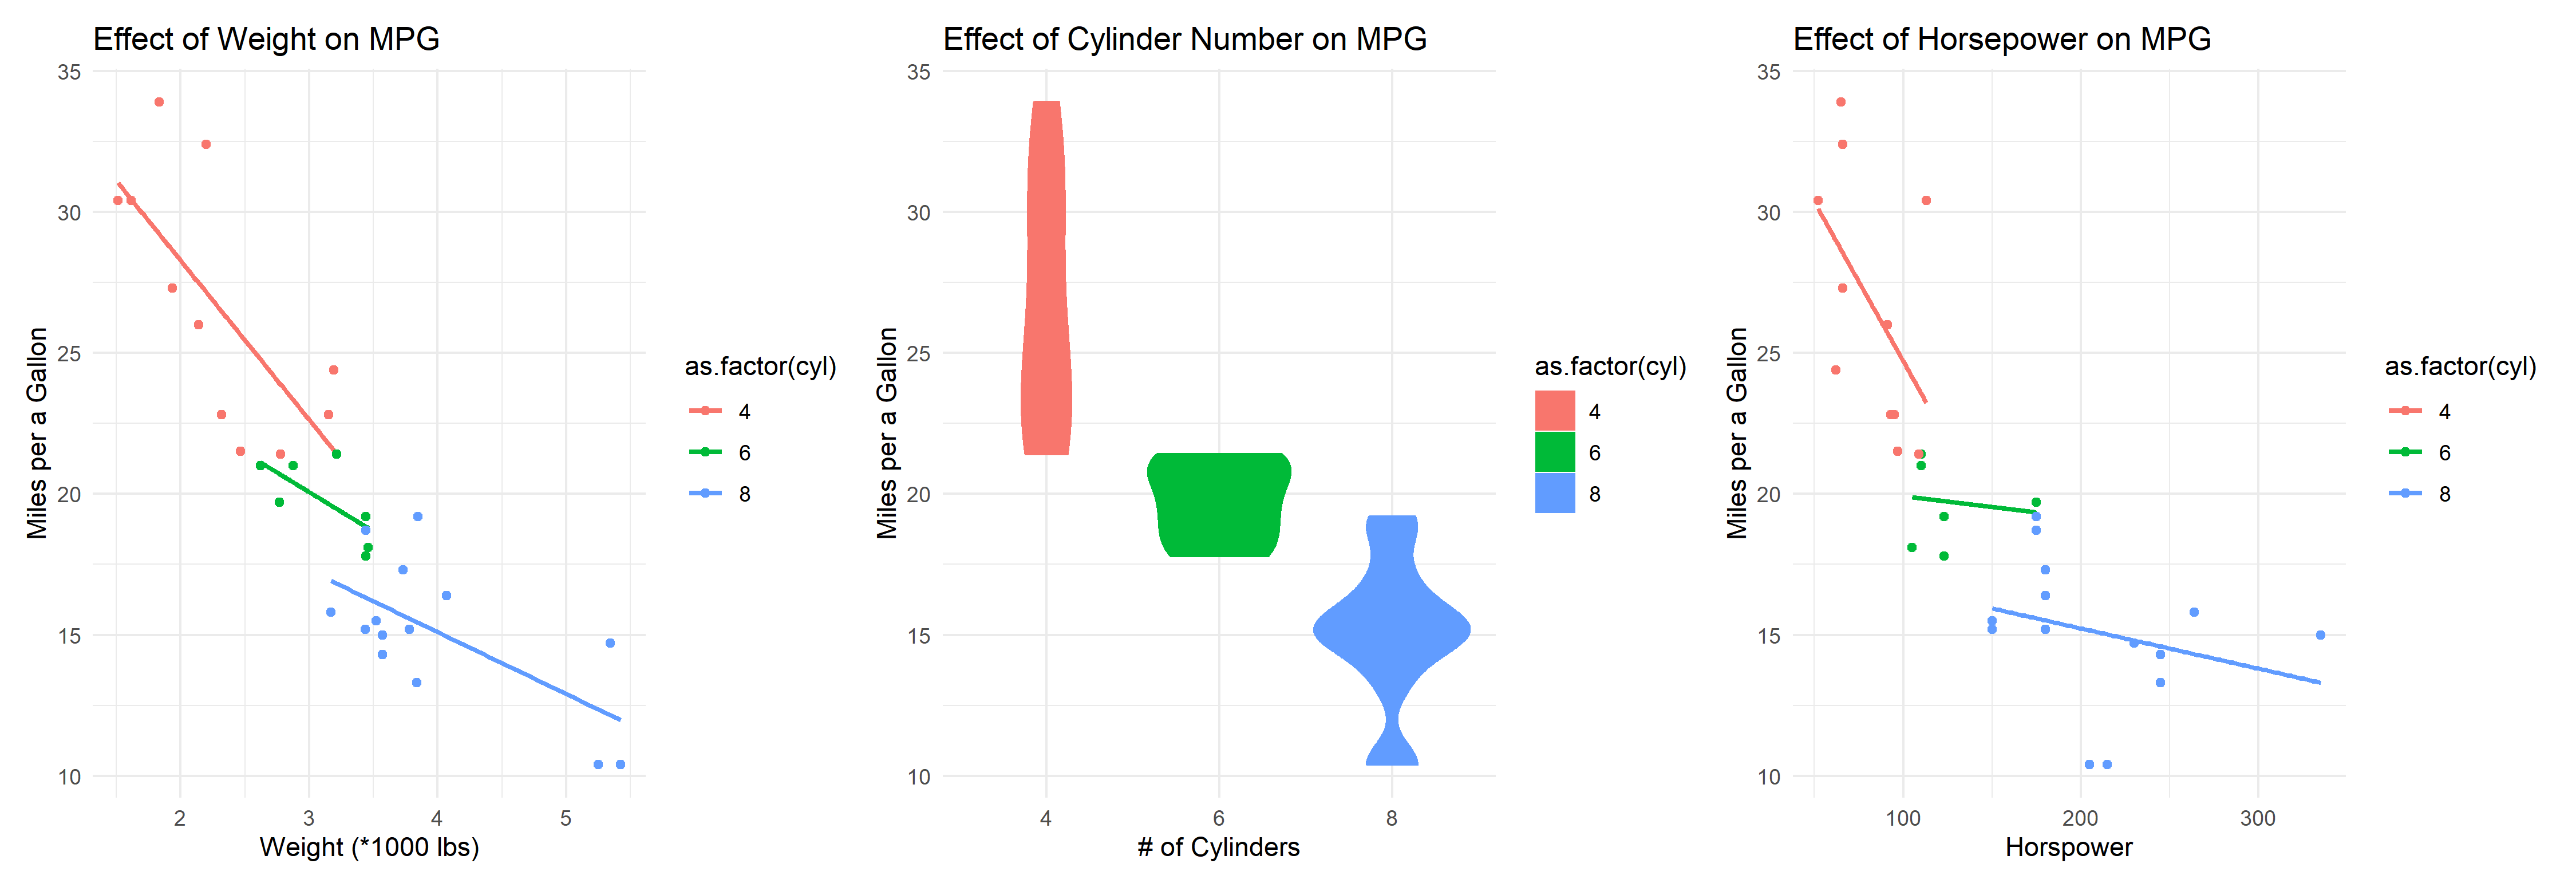 Effect of Weight on MPG
35
30
25
20
15
10
Miles per a Gallon
2 3 4 5
Weight (*1000 lbs)
as.factor(cyl)
4
6
8
Effect of Cylinder Number on MPG
35
30
25
20
15
10
Miles per a Gallon
4 6 8
# of Cylinders
as.factor(cyl)
4
6
8
Effect of Horsepower on MPG
35
30
25
20
15
10
Miles per a Gallon
100 200 300
Horspower
as.factor(cyl)
4
6
8